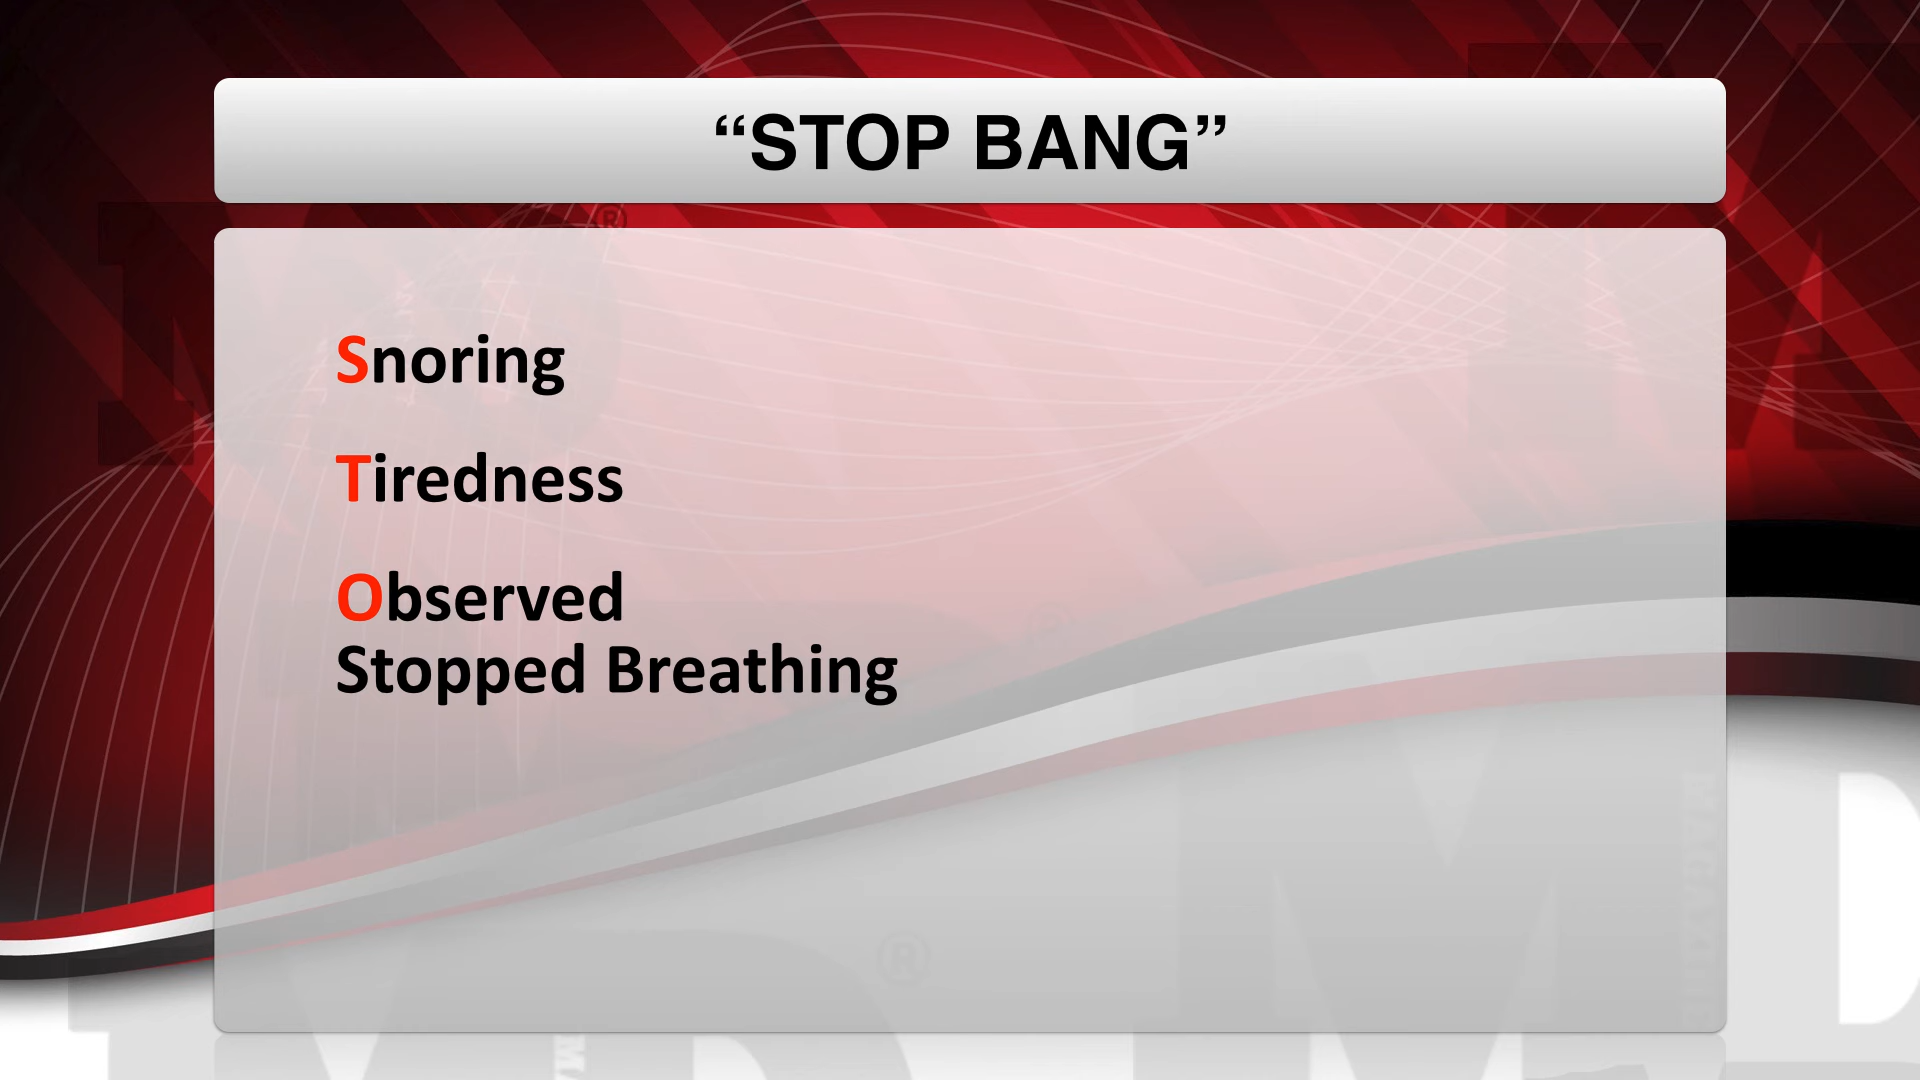 “STOP BANG”
Snoring
Tiredness
Observed
Stopped Breathing